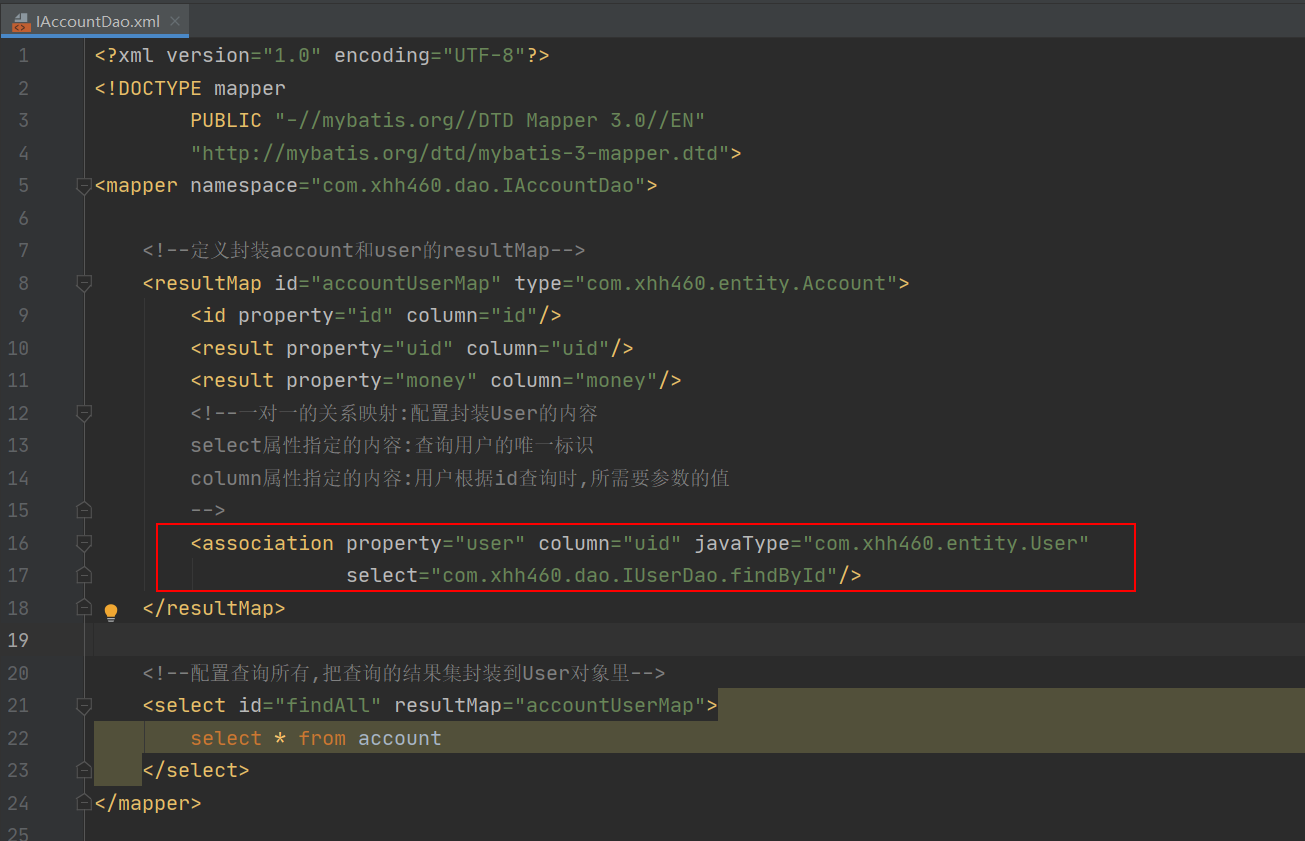 IAccountDao.xml
1 <?xml version="1.0" encoding="UTF-8"?>
2 <!DOCTYPE mapper
3 PUBLIC "-//mybatis.org//DTD Mapper 3.0//EN"
4 "http://mybatis.org/dtd/mybatis-3-mapper.dtd">
5 <mapper namespace="com.xhh460.dao.IAccountDao">
6
7 <!--定义封装account和user的resultMap-->
8 <resultMap id="accountUserMap" type="com.xhh460.entity.Account">
9 <id property="id" column="id"/>
10 <result property="uid" column="uid"/>
11 <result property="money" column="money"/>
12 <!--一对一的关系映射:配置封装User的内容
13 select属性指定的内容:查询用户的唯一标识
14 column属性指定的内容:用户根据id查询时,所需要参数的值
15 -->
16 <association property="user" column="uid" javaType="com.xhh460.entity.User"
17 select="com.xhh460.dao.IUserDao.findById"/>
18 </resultMap>
19
20 <!--配置查询所有,把查询的结果集封装到User对象里-->
21 <select id="findAll" resultMap="accountUserMap">
22 select * from account
23 </select>
24 </mapper>
25